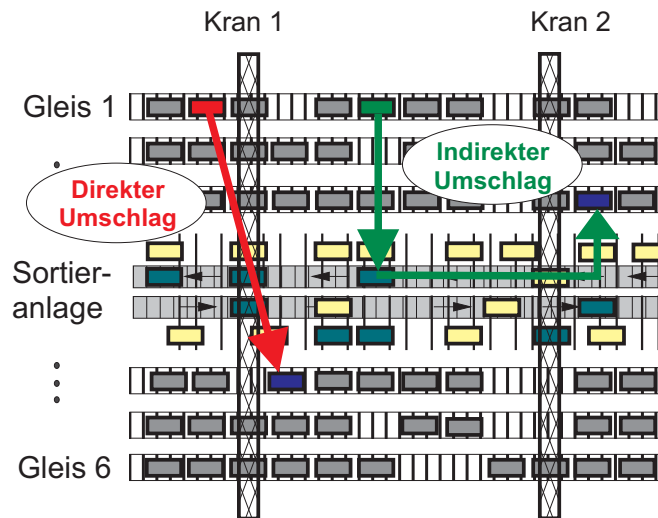 Kran 1
Kran 2
Gleis 1
Indirekter
Umschlag
Direkter
Umschlag
Sortier-
anlage
Gleis 6